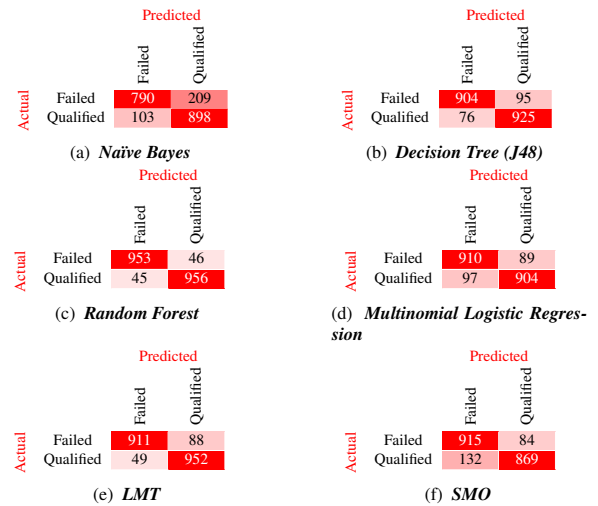 Predicted
Failed
Qualified
Actual
Failed 790 209
Qualified 103 898
(a) Naïve Bayes
Predicted
Failed
Qualified
Actual
Failed 904 95
Qualified 76 925
(b) Decision Tree (J48)
Predicted
Failed
Qualified
Actual
Failed 953 46
Qualified 45 956
(c) Random Forest
Predicted
Failed
Qualified
Actual
Failed 910 89
Qualified 97 904
(d) Multinomial Logistic Regres-
sion
Predicted
Failed
Qualified
Actual
Failed 911 88
Qualified 49 952
(e) LMT
Predicted
Failed
Qualified
Actual
Failed 915 84
Qualified 132 869
(f) SMO